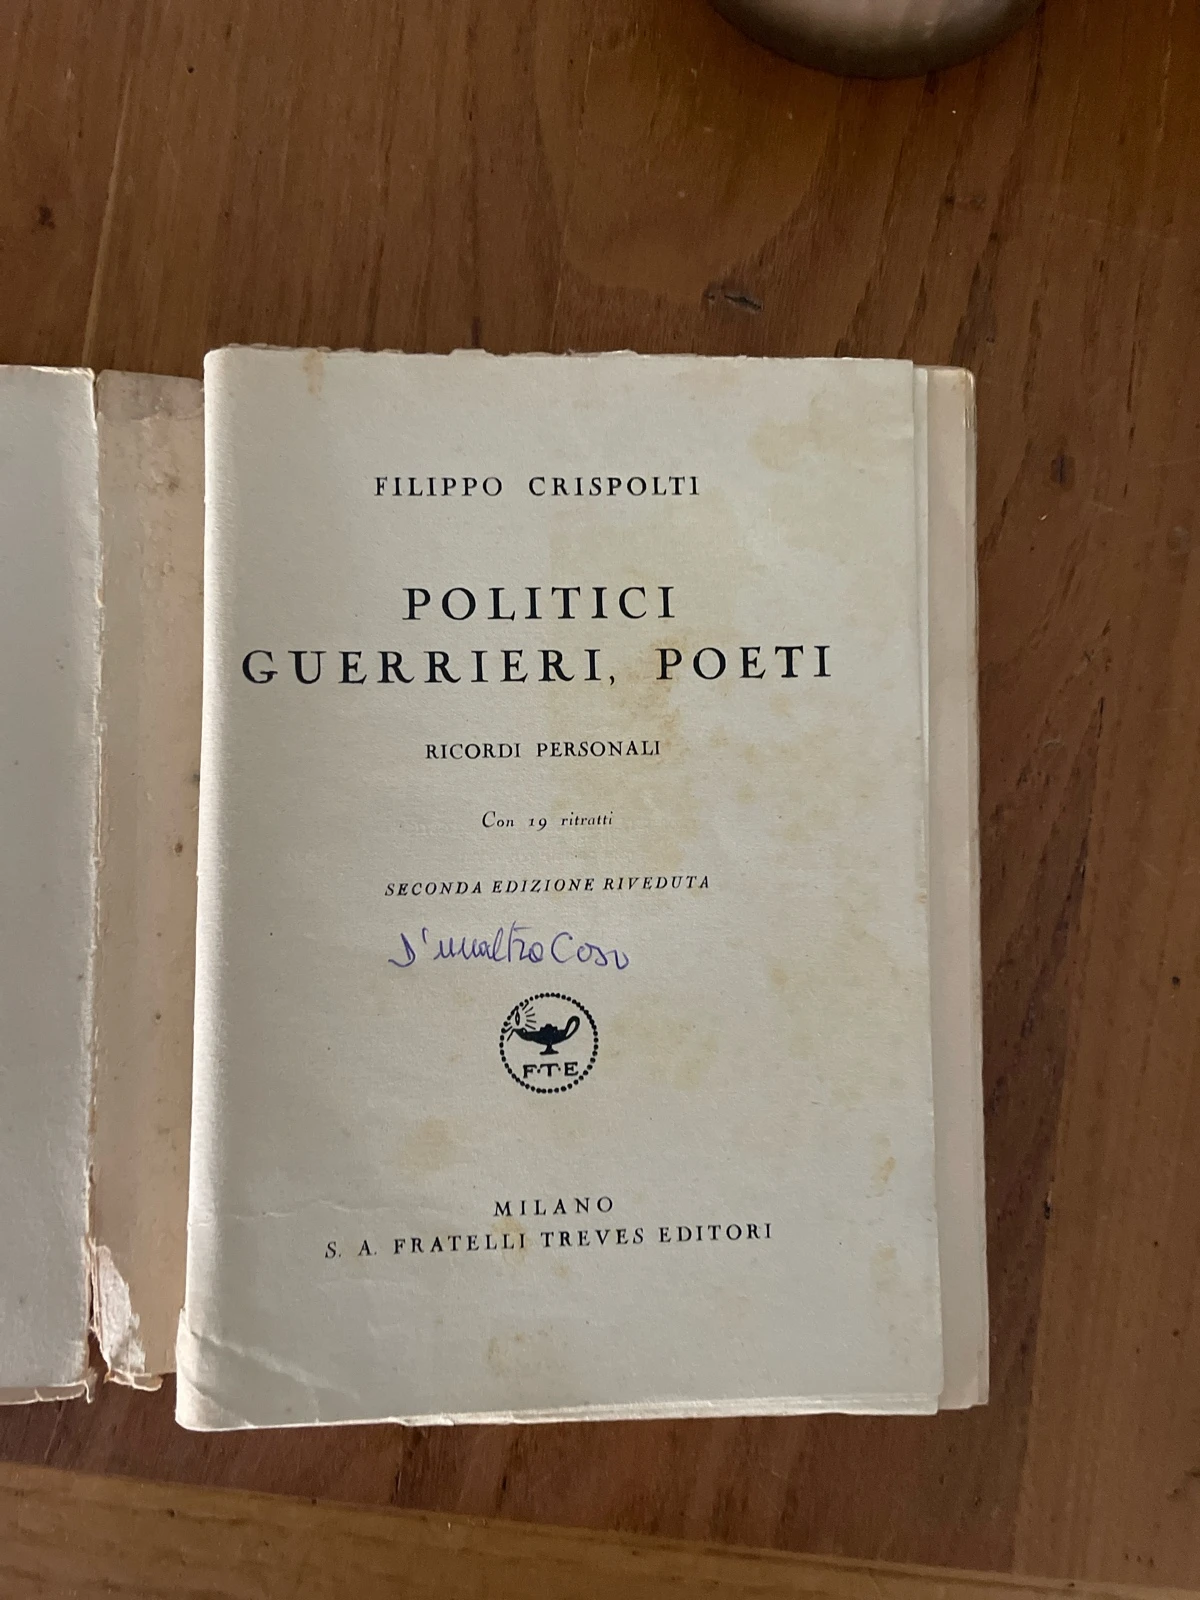 FILIPPO CRISPOLTI
POLITICI
GUERRIERI, POETI
RICORDI PERSONALI
Con 19 ritratti
SECONDA EDIZIONE RIVEDUTA
F·T·E
MILANO
S. A. FRATELLI TREVES EDITORI